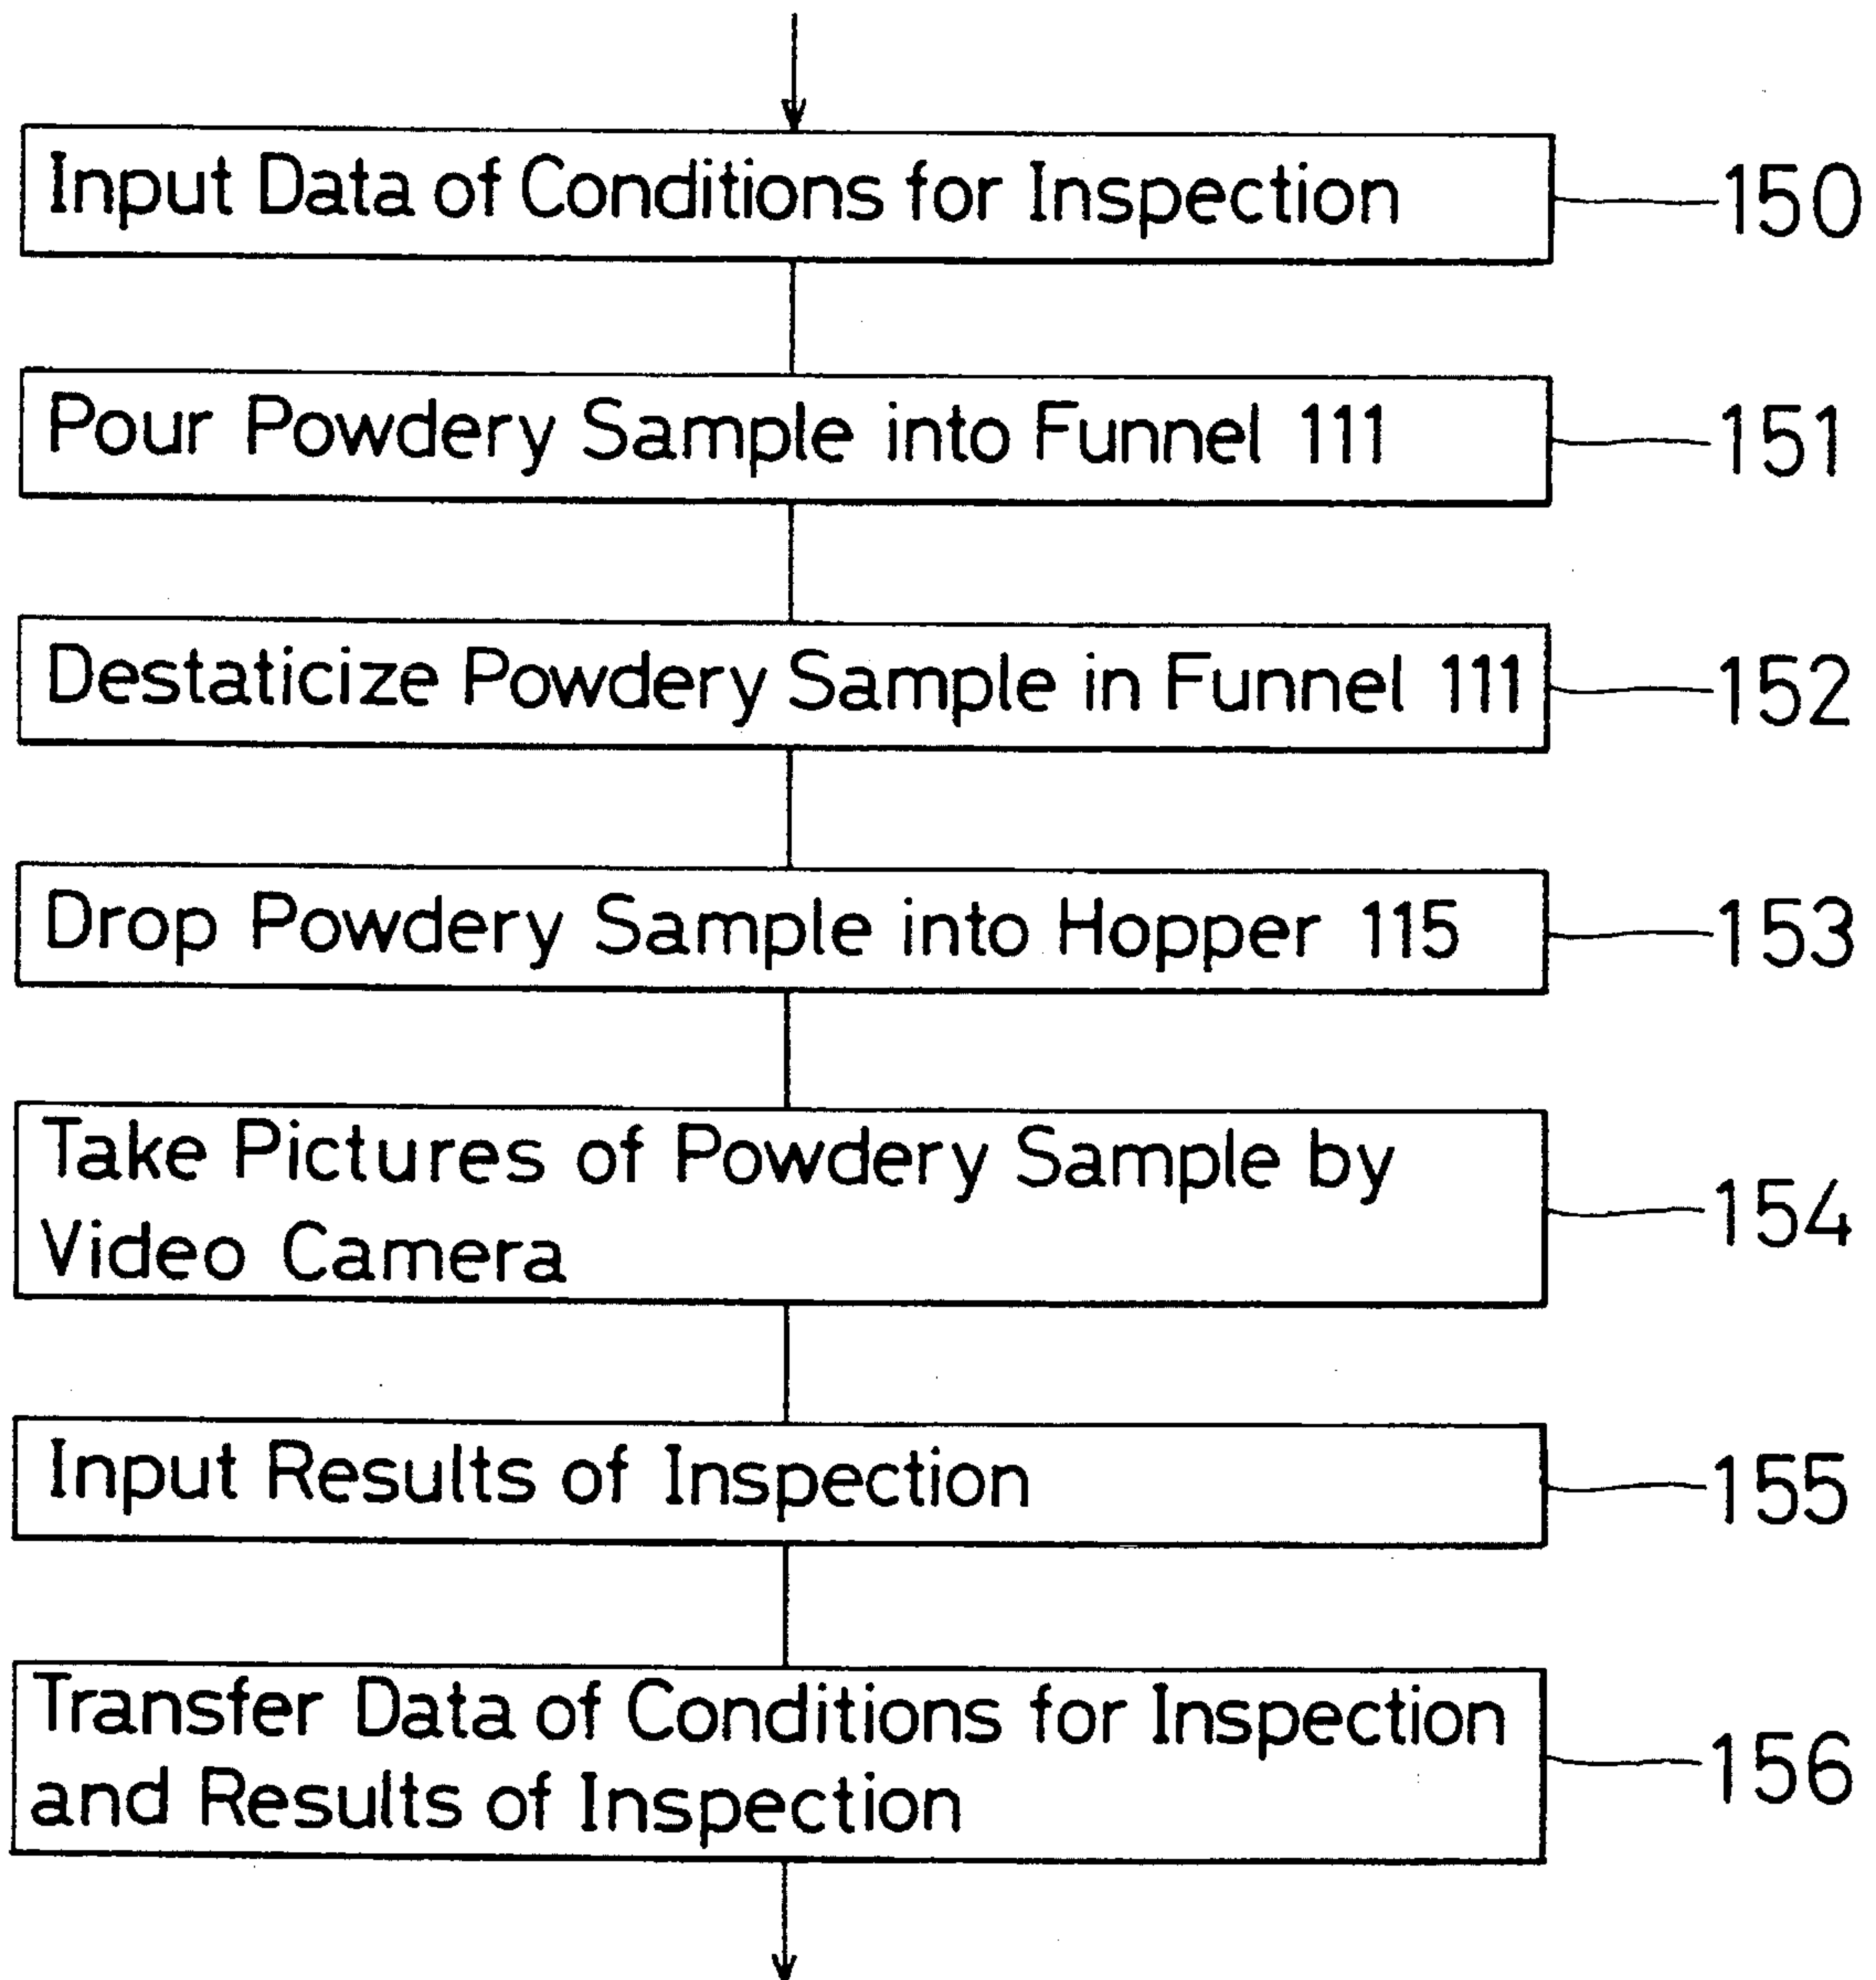 Input Data of Conditions for Inspection
150
Pour Powdery Sample into Funnel 111
151
Destaticize Powdery Sample in Funnel 111
152
Drop Powdery Sample into Hopper 115
153
Take Pictures of Powdery Sample by
Video Camera
154
Input Results of Inspection
155
Transfer Data of Conditions for Inspection
and Results of Inspection
156